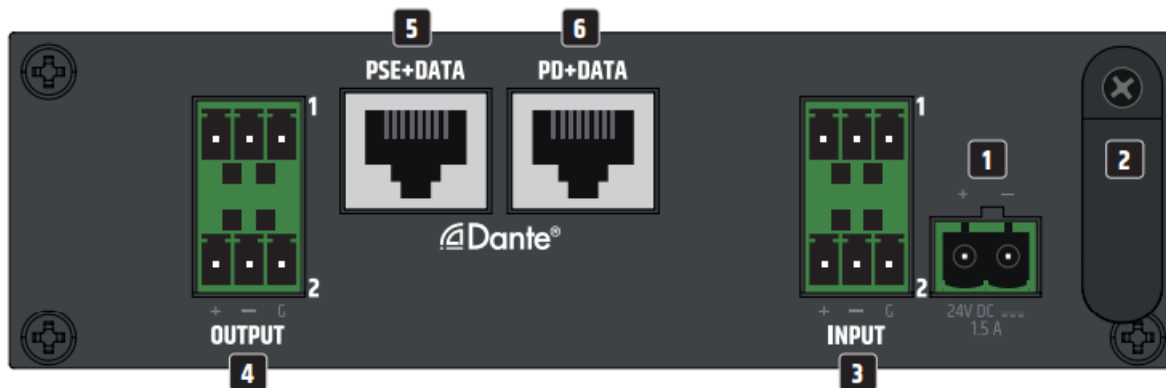 5 6
PSE+DATA PD+DATA
1 1
1
2
+ −
Dante®
2 2
+ − G + − G 24V DC ⎓
OUTPUT INPUT 1.5 A
4 3